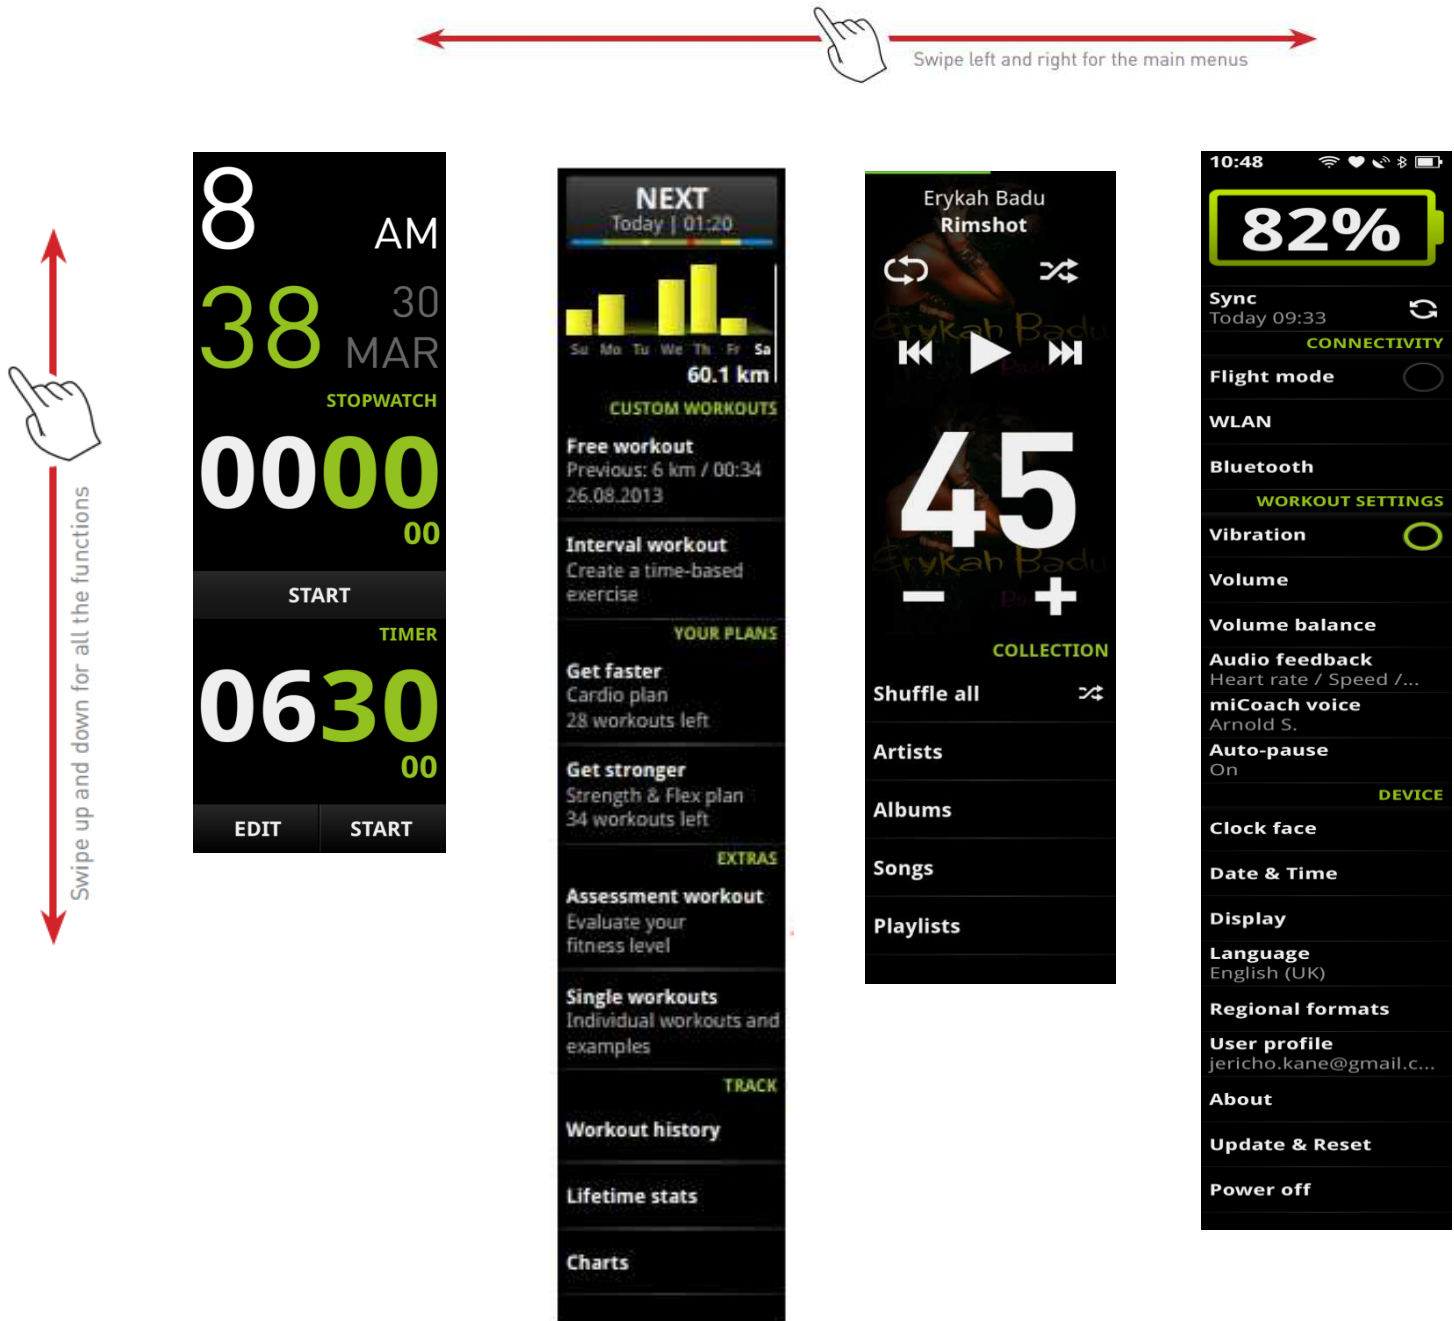 Swipe left and right for the main menus
Swipe up and down for all the functions
8
AM
38
30
MAR
STOPWATCH
0000
00
START
TIMER
0630
00
EDIT START
NEXT
Today | 01:20
Su Mo Tu We Th Fr Sa
60.1 km
CUSTOM WORKOUTS
Free workout
Previous: 6 km / 00:34
26.08.2013
Interval workout
Create a time-based
exercise
YOUR PLANS
Get faster
Cardio plan
28 workouts left
Get stronger
Strength & Flex plan
34 workouts left
EXTRAS
Assessment workout
Evaluate your
fitness level
Single workouts
Individual workouts and
examples
TRACK
Workout history
Lifetime stats
Charts
Erykah Badu
Rimshot
Erykah Badu
45
Erykah Badu
COLLECTION
Shuffle all
Artists
Albums
Songs
Playlists
10:48
82%
Sync
Today 09:33
CONNECTIVITY
Flight mode
WLAN
Bluetooth
WORKOUT SETTINGS
Vibration
Volume
Volume balance
Audio feedback
Heart rate / Speed /...
miCoach voice
Arnold S.
Auto-pause
On
DEVICE
Clock face
Date & Time
Display
Language
English (UK)
Regional formats
User profile
jericho.kane@gmail.c...
About
Update & Reset
Power off